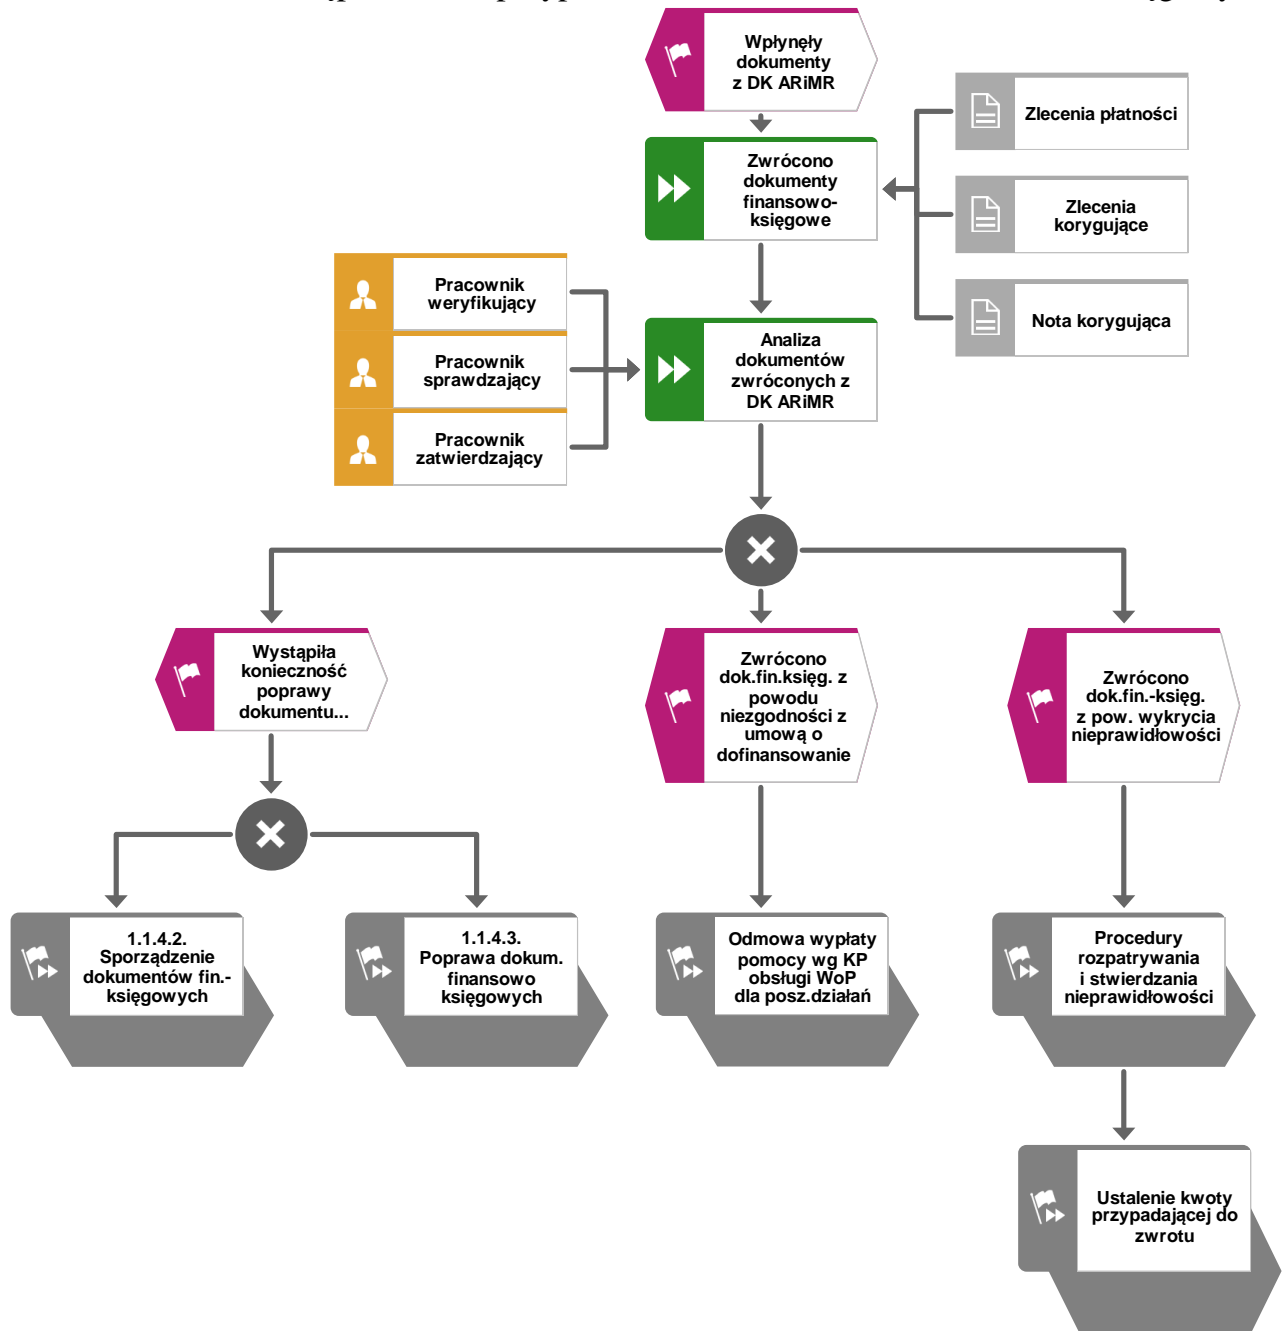 Wpłynęły
dokumenty
z DK ARiMR
Zlecenia płatności
Zwrócono
dokumenty
finansowo-
księgowe
Zlecenia
korygujące
Nota korygująca
Pracownik
weryfikujący
Pracownik
sprawdzający
Pracownik
zatwierdzający
Analiza
dokumentów
zwróconych z
DK ARiMR
Wystąpiła
konieczność
poprawy
dokumentu...
Zwrócono
dok.fin.księg. z
powodu
niezgodności z
umową o
dofinansowanie
Zwrócono
dok.fin.-księg.
z pow. wykrycia
nieprawidłowości
1.1.4.2.
Sporządzenie
dokumentów fin.-
księgowych
1.1.4.3.
Poprawa dokum.
finansowo
księgowych
Odmowa wypłaty
pomocy wg KP
obsługi WoP
dla posz.działań
Procedury
rozpatrywania
i stwierdzania
nieprawidłowości
Ustalenie kwoty
przypadającej do
zwrotu